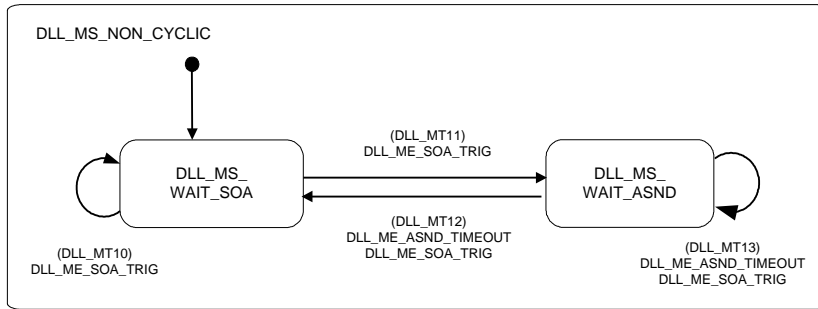 DLL_MS_NON_CYCLIC
(DLL_MT11)
DLL_ME_SOA_TRIG
DLL_MS_
WAIT_SOA
DLL_MS_
WAIT_ASND
(DLL_MT12)
DLL_ME_ASND_TIMEOUT
DLL_ME_SOA_TRIG
(DLL_MT10)
DLL_ME_SOA_TRIG
(DLL_MT13)
DLL_ME_ASND_TIMEOUT
DLL_ME_SOA_TRIG